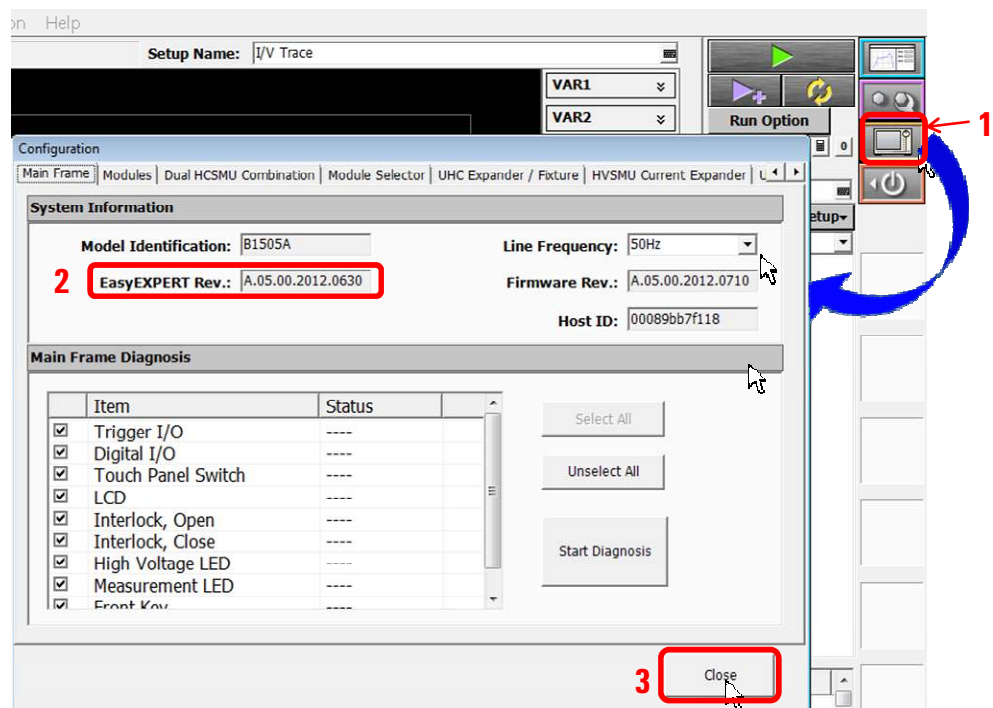 on Help
Setup Name: I/V Trace
VAR1
VAR2
Run Option
1
0
etup
Configuration
Main Frame Modules Dual HCSMU Combination Module Selector UHC Expander / Fixture HVSMU Current Expander U
System Information
Model Identification: B1505A
Line Frequency: 50Hz
2
EasyEXPERT Rev.: A.05.00.2012.0630
Firmware Rev.: A.05.00.2012.0710
Host ID: 00089bb7f118
Main Frame Diagnosis
Item Status
Trigger I/O ----
Digital I/O ----
Touch Panel Switch ----
LCD ----
Interlock, Open ----
Interlock, Close ----
High Voltage LED ----
Measurement LED ----
Front Key ----
Select All
Unselect All
Start Diagnosis
3
Close